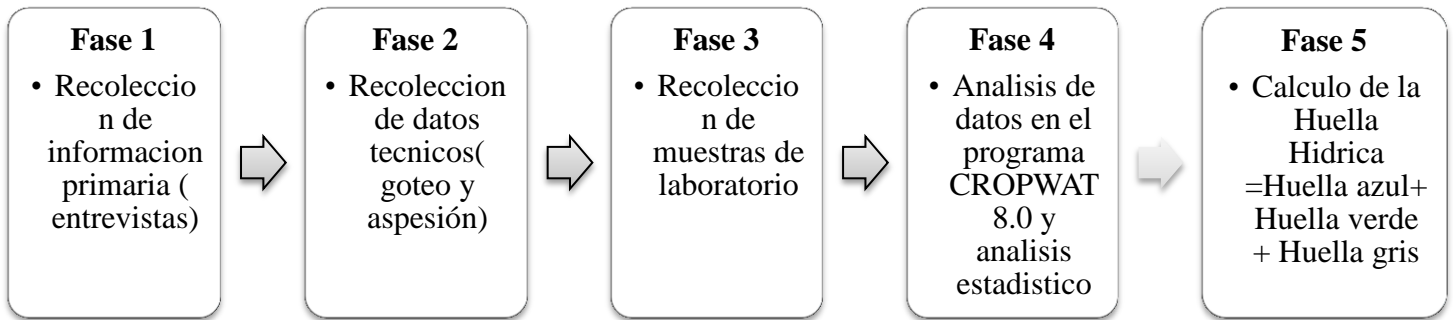 Fase 1
• Recoleccio
n de
informacion
primaria (
entrevistas)
Fase 2
• Recoleccion
de datos
tecnicos(
goteo y
aspesión)
Fase 3
• Recoleccio
n de
muestras de
laboratorio
Fase 4
• Analisis de
datos en el
programa
CROPWAT
8.0 y
analisis
estadistico
Fase 5
• Calculo de la
Huella
Hidrica
=Huella azul+
Huella verde
+ Huella gris